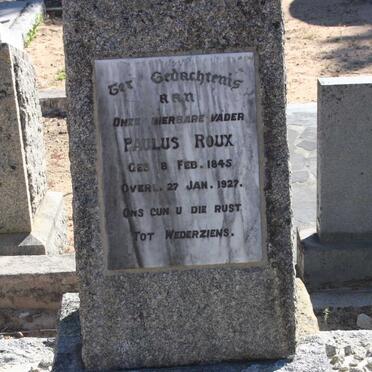 Ter Gedachtenis
aan
Onze dierbare vader
Paulus Roux
Geb 8 Feb. 1845
Overl. 27 Jan. 1927.
Ons gun u die rust
Tot Wederziens.